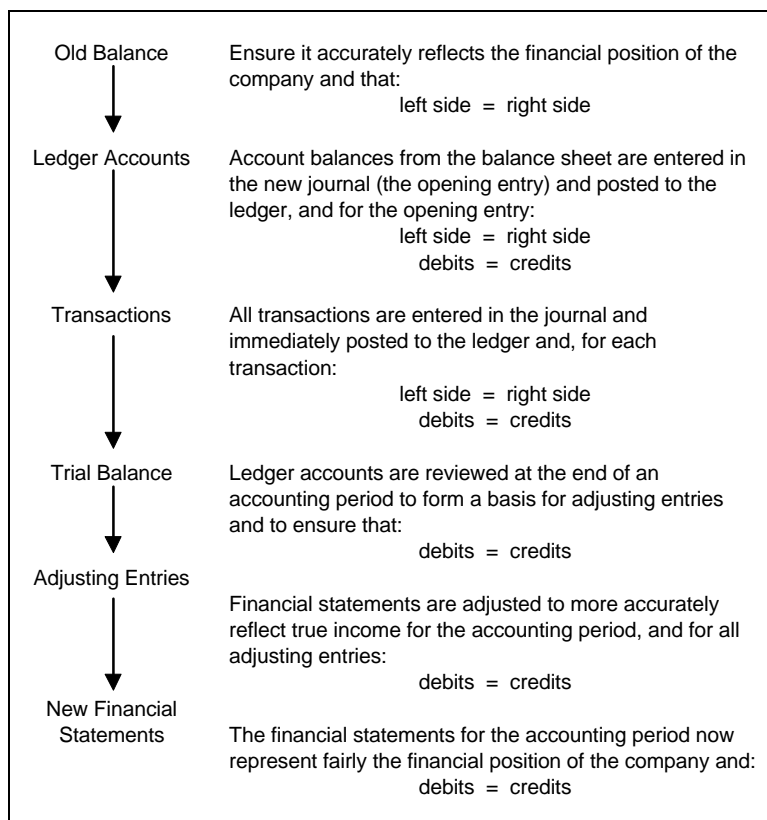 Old Balance
Ensure it accurately reflects the financial position of the
company and that:
left side = right side
Ledger Accounts
Account balances from the balance sheet are entered in
the new journal (the opening entry) and posted to the
ledger, and for the opening entry:
left side = right side
debits = credits
Transactions
All transactions are entered in the journal and
immediately posted to the ledger and, for each
transaction:
left side = right side
debits = credits
Trial Balance
Ledger accounts are reviewed at the end of an
accounting period to form a basis for adjusting entries
and to ensure that:
debits = credits
Adjusting Entries
Financial statements are adjusted to more accurately
reflect true income for the accounting period, and for all
adjusting entries:
debits = credits
New Financial
Statements
The financial statements for the accounting period now
represent fairly the financial position of the company and:
debits = credits